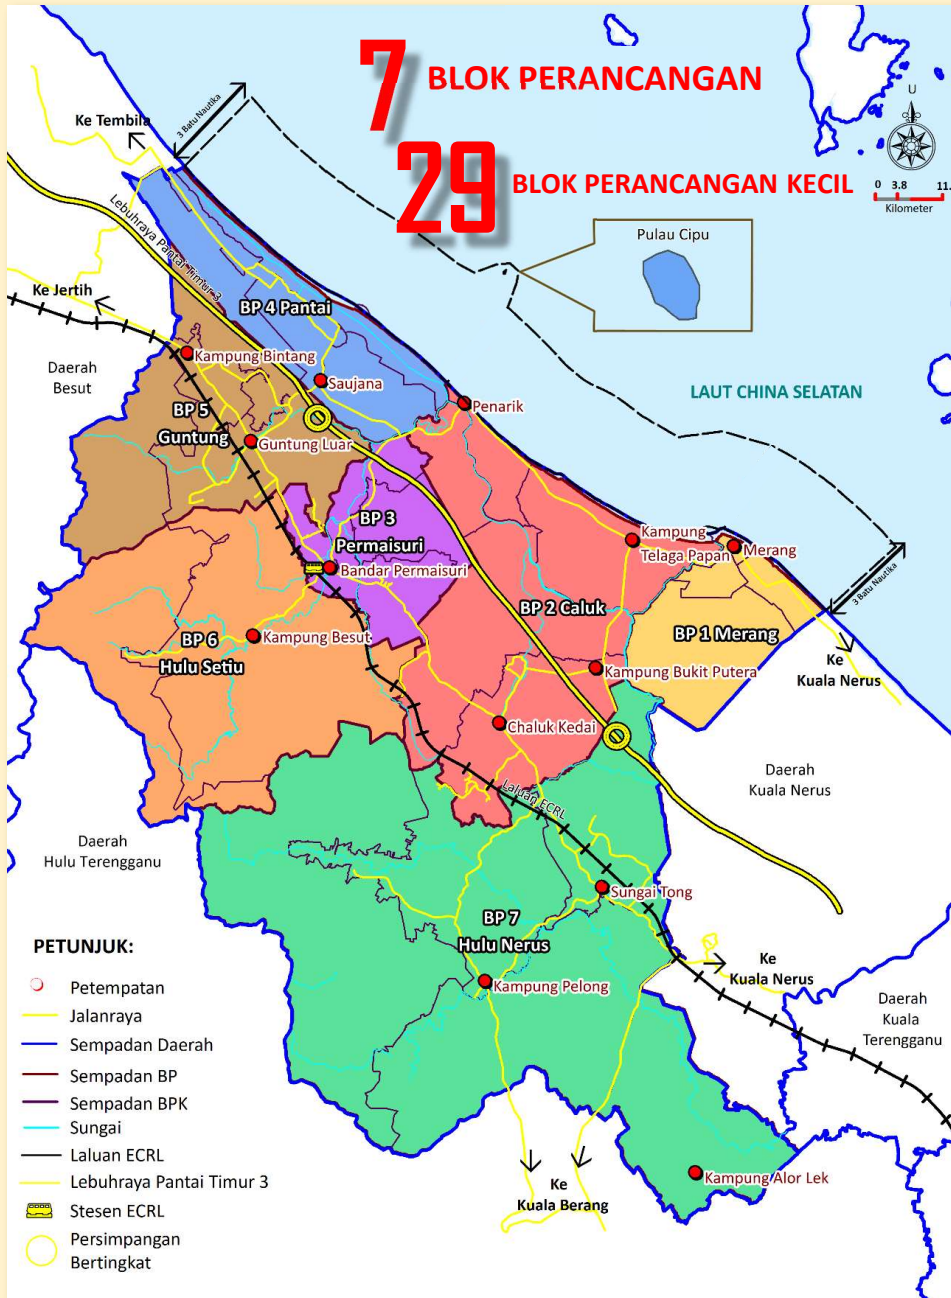 7 BLOK PERANCANGAN
29 BLOK PERANCANGAN KECIL
Ke Tembila
3 Batu Nautika
U
0 3.8 11.
Kilometer
Pulau Cipu
Lebuhraya Pantai Timur 3
Ke Jertih
BP 4 Pantai
Daerah
Besut
Kampung Bintang
Saujana
LAUT CHINA SELATAN
Penarik
BP 5
Guntung
Guntung Luar
BP 3
Permaisuri
Kampung
Telaga Papan
Merang
Bandar Permaisuri
3 Batu Nautika
BP 2 Caluk
BP 1 Merang
BP 6
Hulu Setiu
Kampung Besut
Ke
Kuala Nerus
Kampung Bukit Putera
Chaluk Kedai
Daerah
Kuala Nerus
Laluan ECRL
Daerah
Hulu Terengganu
Sungai Tong
BP 7
Hulu Nerus
Ke
Kuala Nerus
Kampung Pelong
Daerah
Kuala
Terengganu
Kampung Alor Lek
Ke
Kuala Berang
PETUNJUK:
Petempatan
Jalanraya
Sempadan Daerah
Sempadan BP
Sempadan BPK
Sungai
Laluan ECRL
Lebuhraya Pantai Timur 3
Stesen ECRL
Persimpangan
Bertingkat